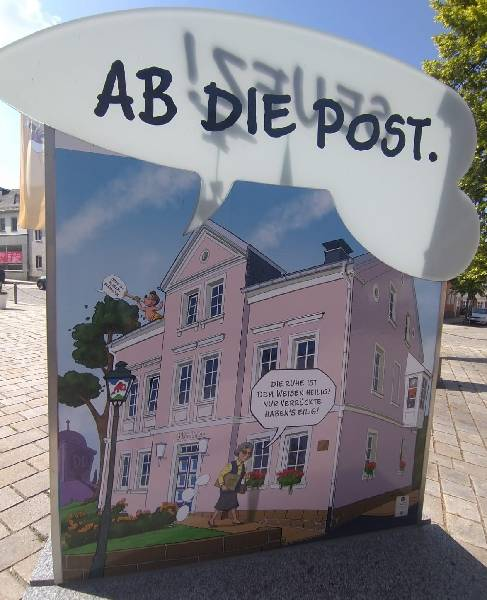 AB DIE POST.
DIE RUHE IST
DEM WEISEN HEILIG!
NUR VERRÜCKTE
HABEN'S EILIG!